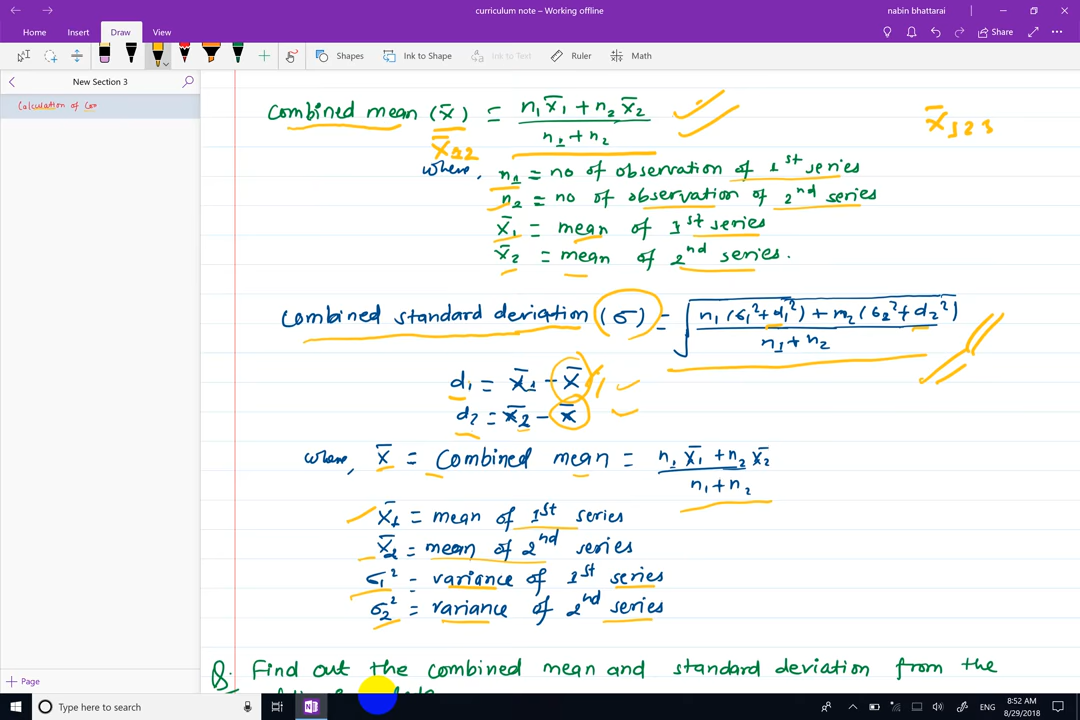 curriculum note – Working offline
nabin bhattarai
Home Insert Draw View
Share
Shapes Ink to Shape Ink to Text Ruler Math
New Section 3
Calculation of Com
Combined mean (x̄) = n₁x̄₁ + n₂x̄₂ / n₁ + n₂
x̄₁₂
x̄₁₂₃
where, n₁ = no of observation of 1st series
n₂ = no of observation of 2nd series
x̄₁ = mean of 1st series
x̄₂ = mean of 2nd series.
Combined standard deviation (σ) = √(n₁(σ₁²+d₁²) + n₂(σ₂²+d₂²) / n₁ + n₂)
d₁ = x̄₁ - x̄
d₂ = x̄₂ - x̄
where, x̄ = Combined mean = n₁x̄₁ + n₂x̄₂ / n₁ + n₂
x̄₁ = mean of 1st series
x̄₂ = mean of 2nd series
σ₁² = variance of 1st series
σ₂² = variance of 2nd series
Q. Find out the combined mean and standard deviation from the
Page
Type here to search
ENG
8:52 AM
8/29/2018